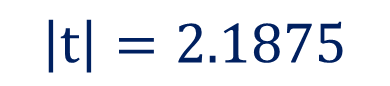 |t| = 2.1875